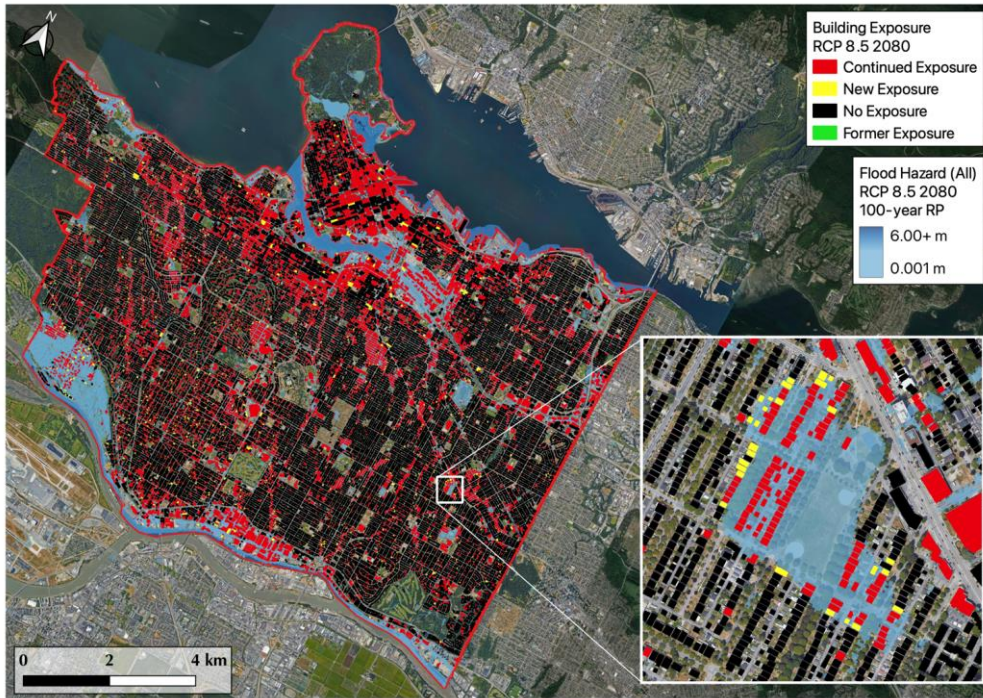 N
Building Exposure
RCP 8.5 2080
Continued Exposure
New Exposure
No Exposure
Former Exposure
Flood Hazard (All)
RCP 8.5 2080
100-year RP
6.00+ m
0.001 m
0 2 4 km